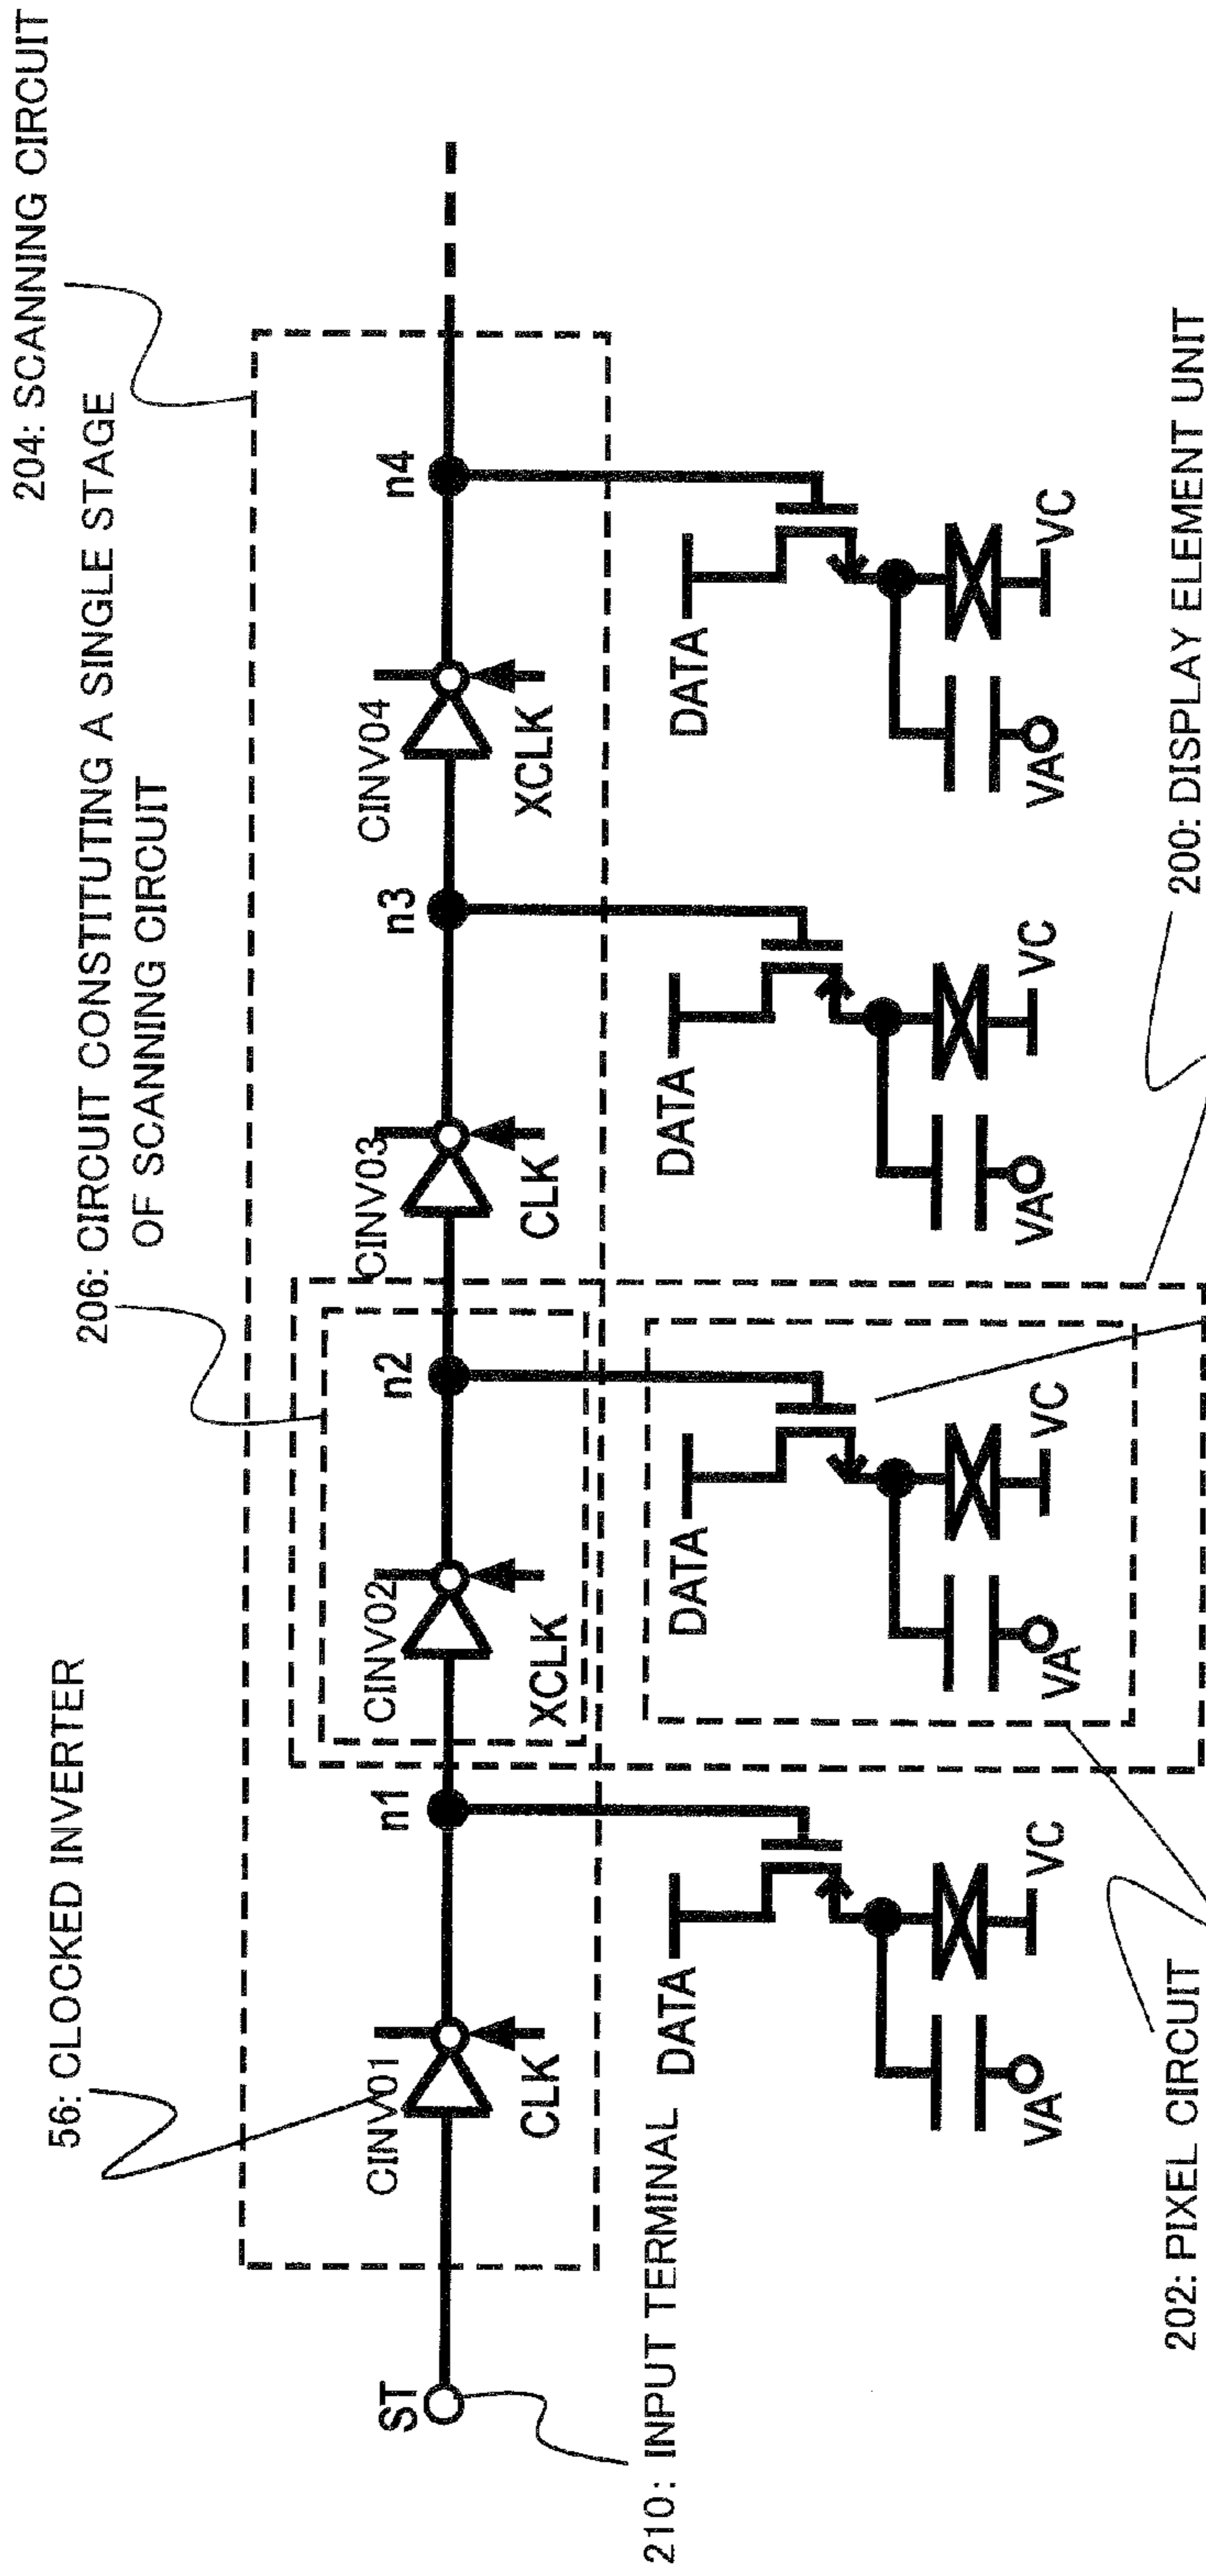 204: SCANNING CIRCUIT
206: CIRCUIT CONSTITUTING A SINGLE STAGE
OF SCANNING CIRCUIT
56: CLOCKED INVERTER
ST
CINV01
n1
CINV02
n2
CINV03
n3
CINV04
n4
CLK
XCLK
CLK
XCLK
210: INPUT TERMINAL
DATA
DATA
DATA
DATA
VA
VC
VA
VC
VA
VC
VA
VC
202: PIXEL CIRCUIT
200: DISPLAY ELEMENT UNIT